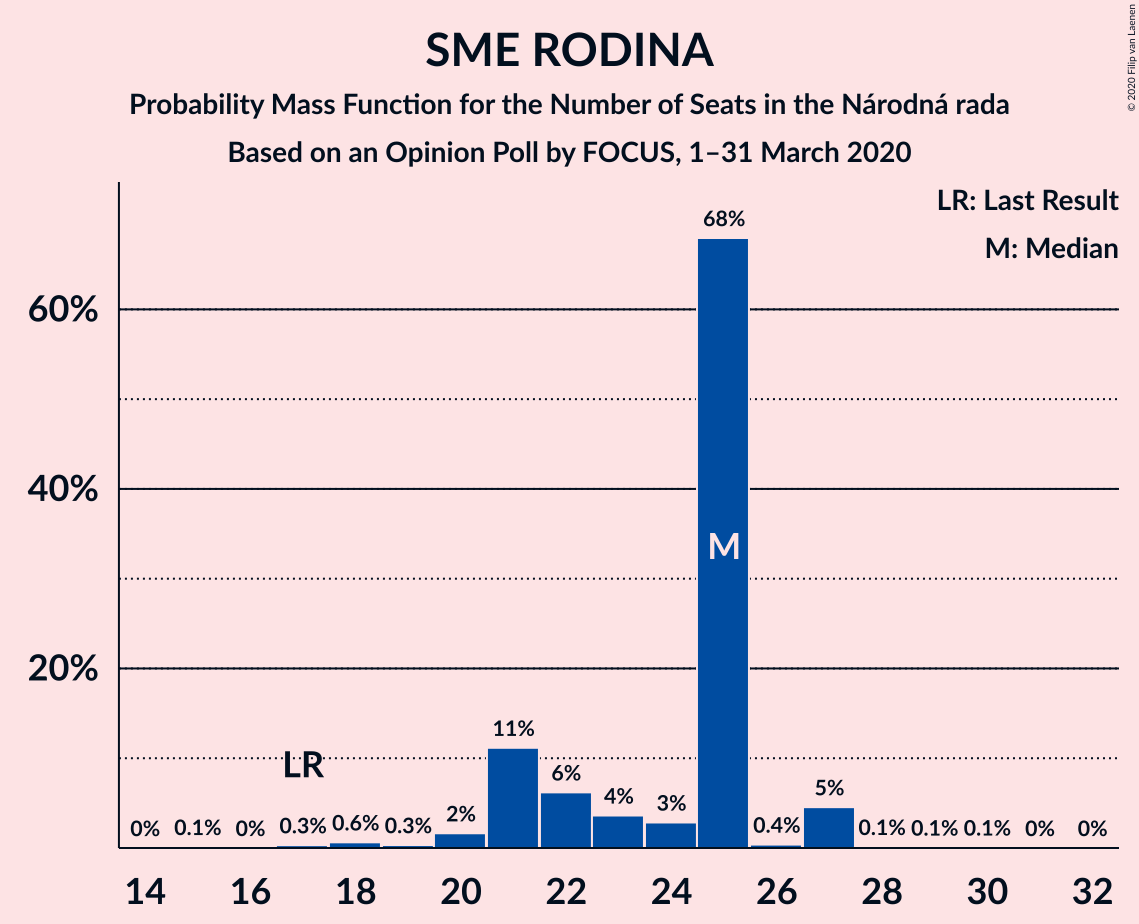 SME RODINA
Probability Mass Function for the Number of Seats in the Národná rada
Based on an Opinion Poll by FOCUS, 1–31 March 2020
© 2020 Filip van Laenen
LR: Last Result
M: Median
60%
40%
20%
0% 0.1% 0% 0.3% 0.6% 0.3% 2% 11% 6% 4% 3% 68% 0.4% 5% 0.1% 0.1% 0.1% 0% 0%
LR
M
14 16 18 20 22 24 26 28 30 32